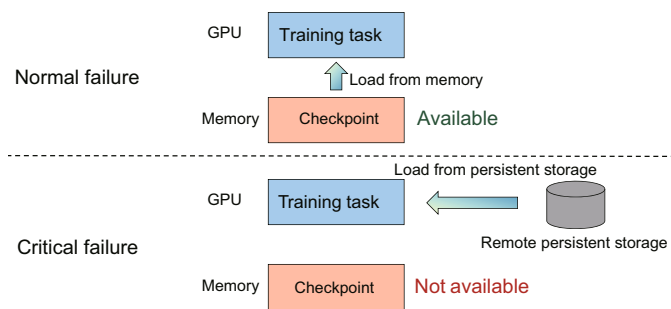 GPU
Training task
Normal failure
Load from memory
Memory
Checkpoint
Available
Load from persistent storage
GPU
Training task
Critical failure
Remote persistent storage
Memory
Checkpoint
Not available